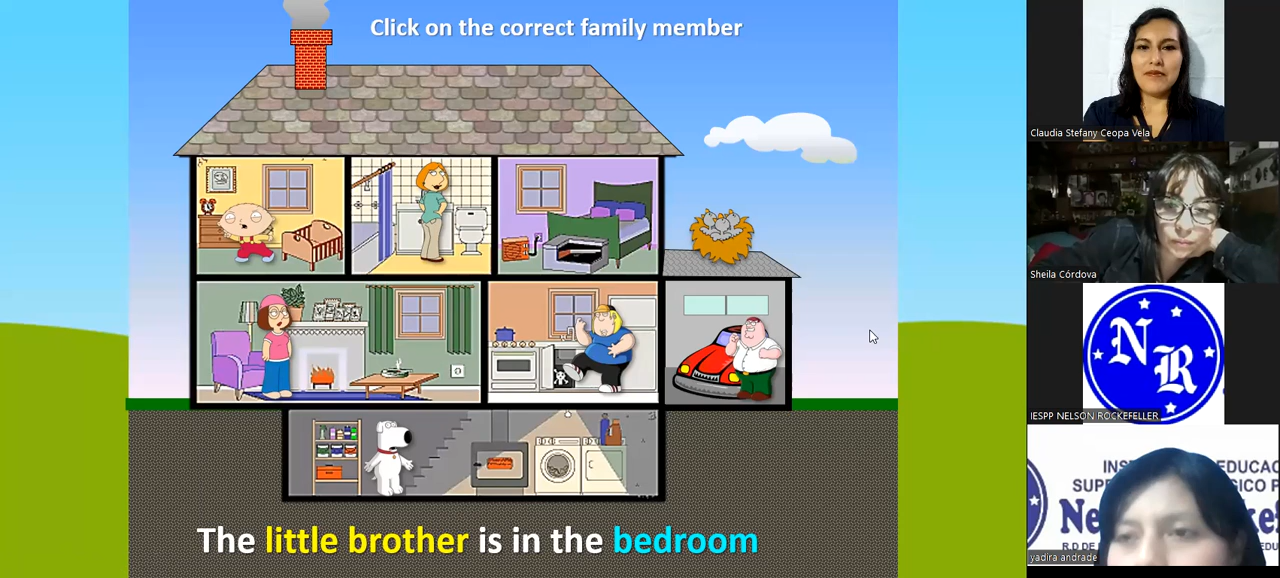 Click on the correct family member
The little brother is in the bedroom
Claudia Stefany Ceopa Vela
Sheila Córdova
NR
IESPP NELSON ROCKEFELLER
yadira andrade